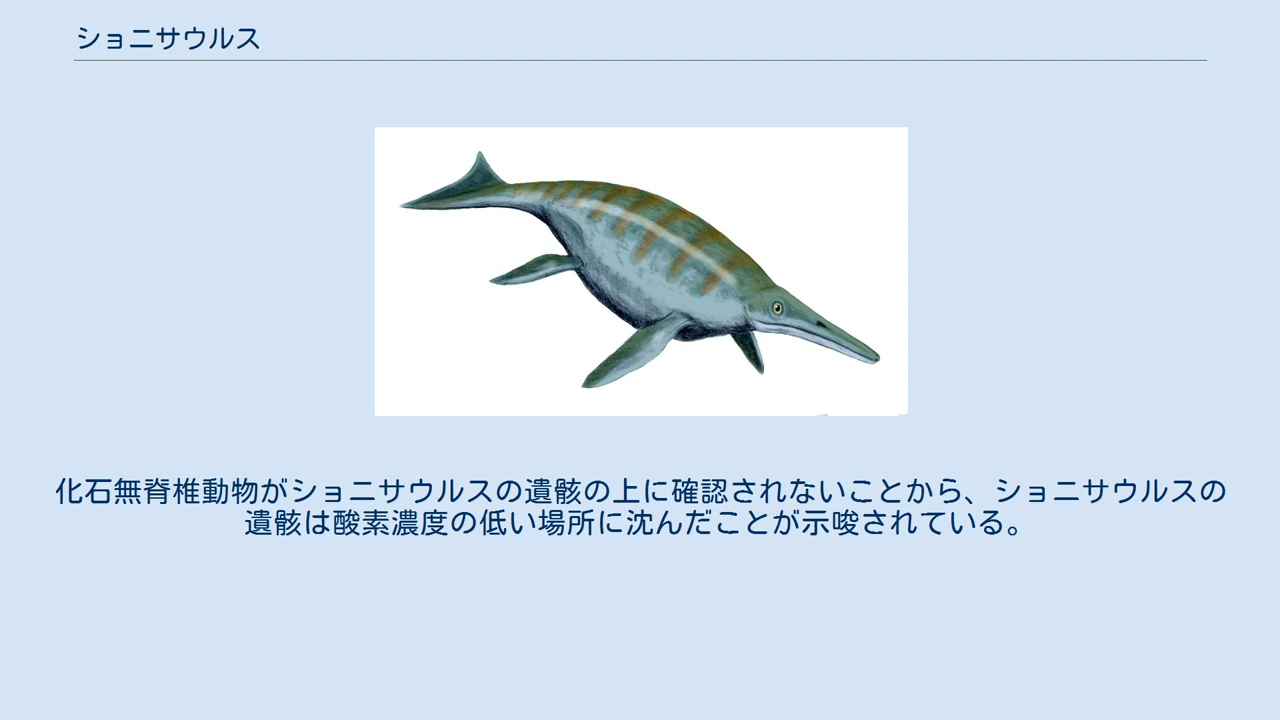 ショニサウルス
化石無脊椎動物がショニサウルスの遺骸の上に確認されないことから、ショニサウルスの
遺骸は酸素濃度の低い場所に沈んだことが示唆されている。